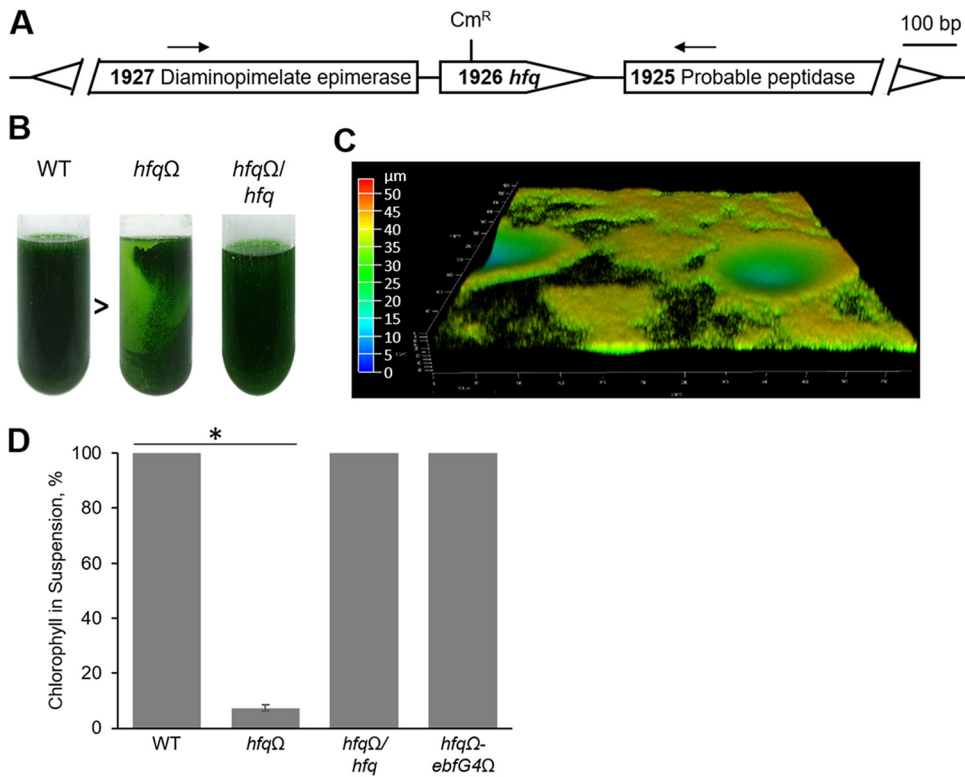 A
Cmᴿ
100 bp
1927 Diaminopimelate epimerase
1926 hfq
1925 Probable peptidase
B
WT
hfqΩ
hfqΩ/
hfq
>
C
µm
50
45
40
35
30
25
20
15
10
5
0
D
*
Chlorophyll in Suspension, %
100
80
60
40
20
0
WT
hfqΩ
hfqΩ/
hfq
hfqΩ-
ebfG4Ω